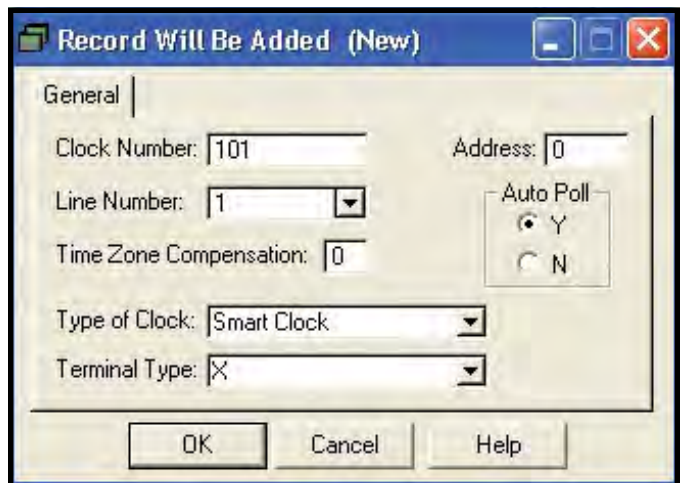 Record Will Be Added (New)
General
Clock Number: 101
Address: 0
Line Number: 1
Auto Poll
Y
N
Time Zone Compensation: 0
Type of Clock: Smart Clock
Terminal Type: X
OK Cancel Help